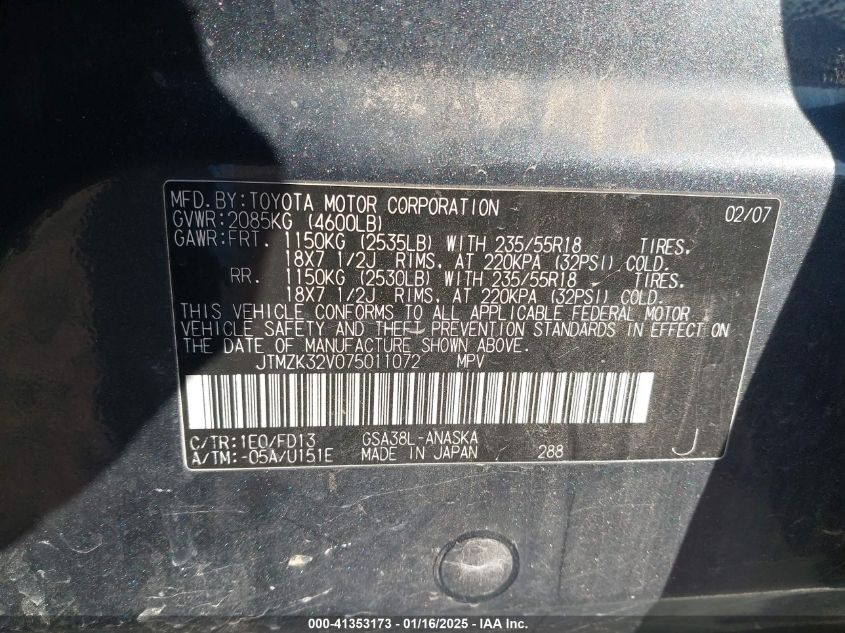 MFD. BY: TOYOTA MOTOR CORPORATION 02/07
GVWR: 2085KG (4600LB)
GAWR: FRT. 1150KG (2535LB) WITH 235/55R18 TIRES,
18X7 1/2J RIMS, AT 220KPA (32PSI) COLD.
RR. 1150KG (2530LB) WITH 235/55R18 TIRES,
18X7 1/2J RIMS, AT 220KPA (32PSI) COLD.
THIS VEHICLE CONFORMS TO ALL APPLICABLE FEDERAL MOTOR
VEHICLE SAFETY AND THEFT PREVENTION STANDARDS IN EFFECT ON
THE DATE OF MANUFACTURE SHOWN ABOVE.
JTMZK32V075011072 MPV
C/TR: 1E0/FD13 GSA38L-ANASKA
A/TM: -05A/U151E MADE IN JAPAN 288 J
000-41353173 - 01/16/2025 - IAA Inc.